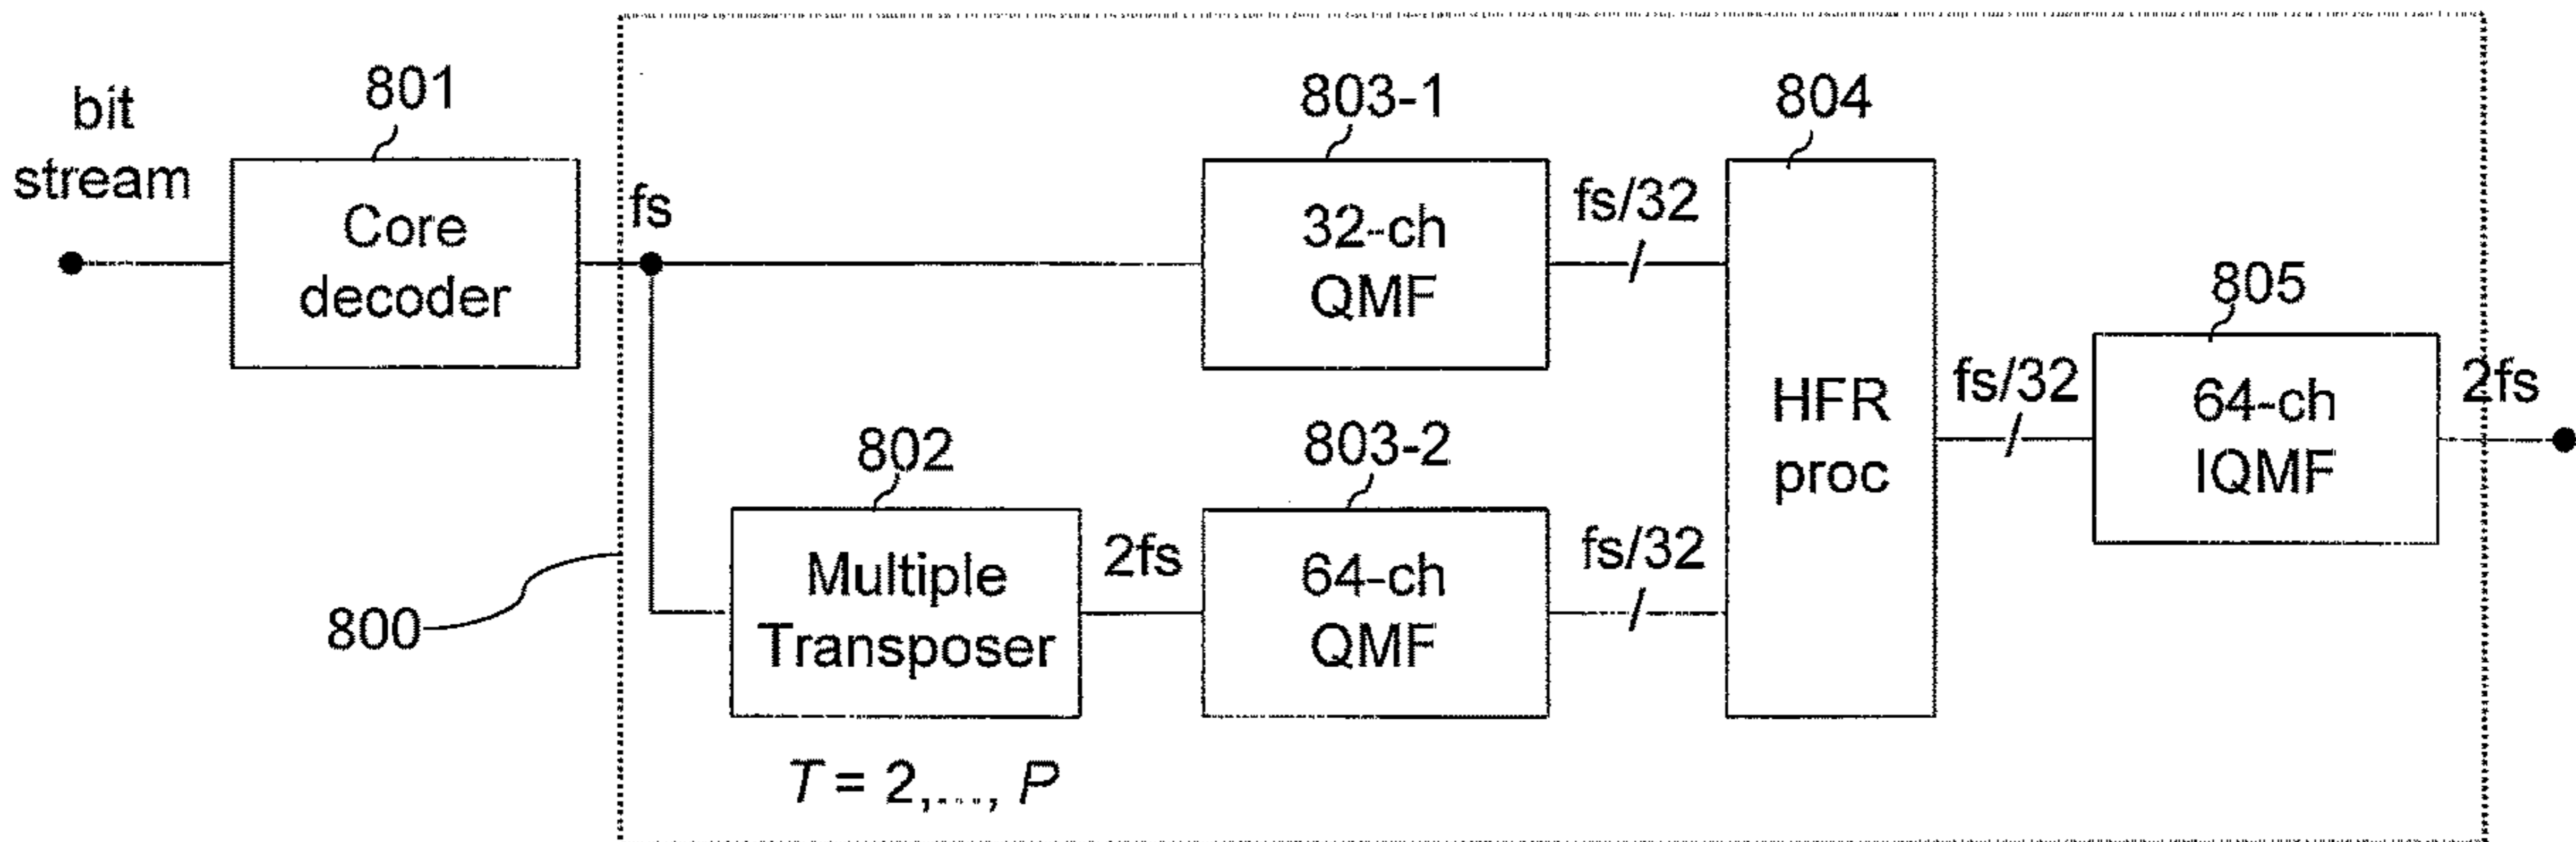 bit
stream
801
Core
decoder
fs
803-1
32-ch
QMF
fs/32
804
HFR
proc
800
802
Multiple
Transposer
T = 2,..., P
2fs
803-2
64-ch
QMF
fs/32
fs/32
805
64-ch
IQMF
2fs